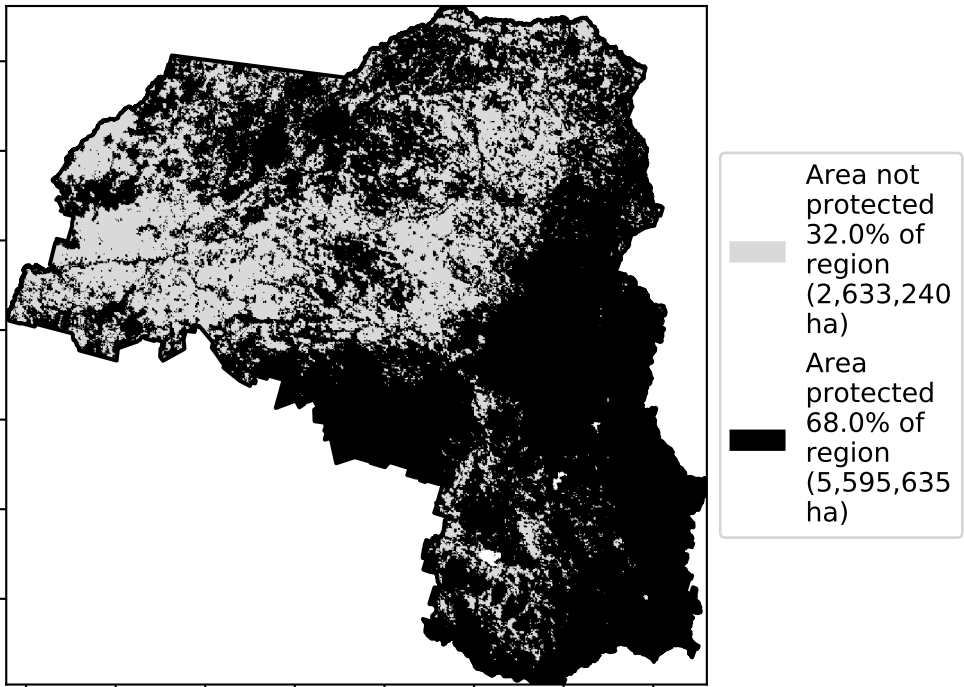 Area not
protected
32.0% of
region
(2,633,240
ha)
Area
protected
68.0% of
region
(5,595,635
ha)